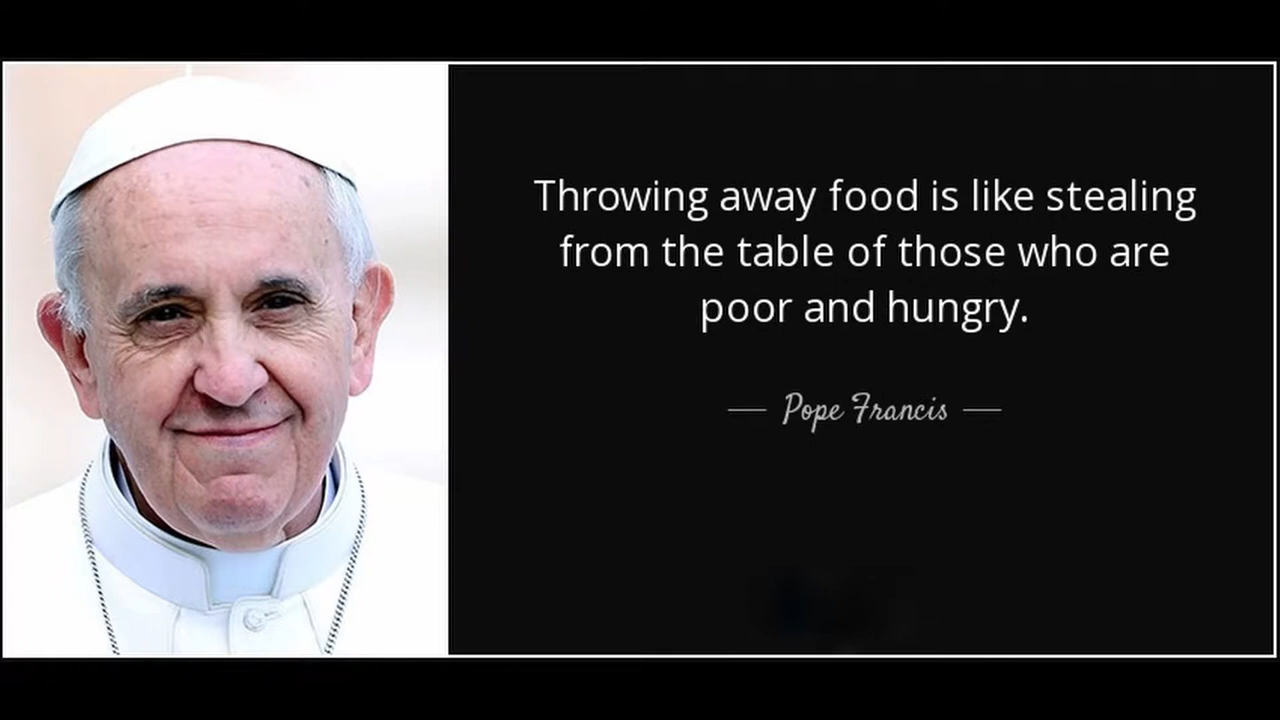 Throwing away food is like stealing
from the table of those who are
poor and hungry.
Pope Francis